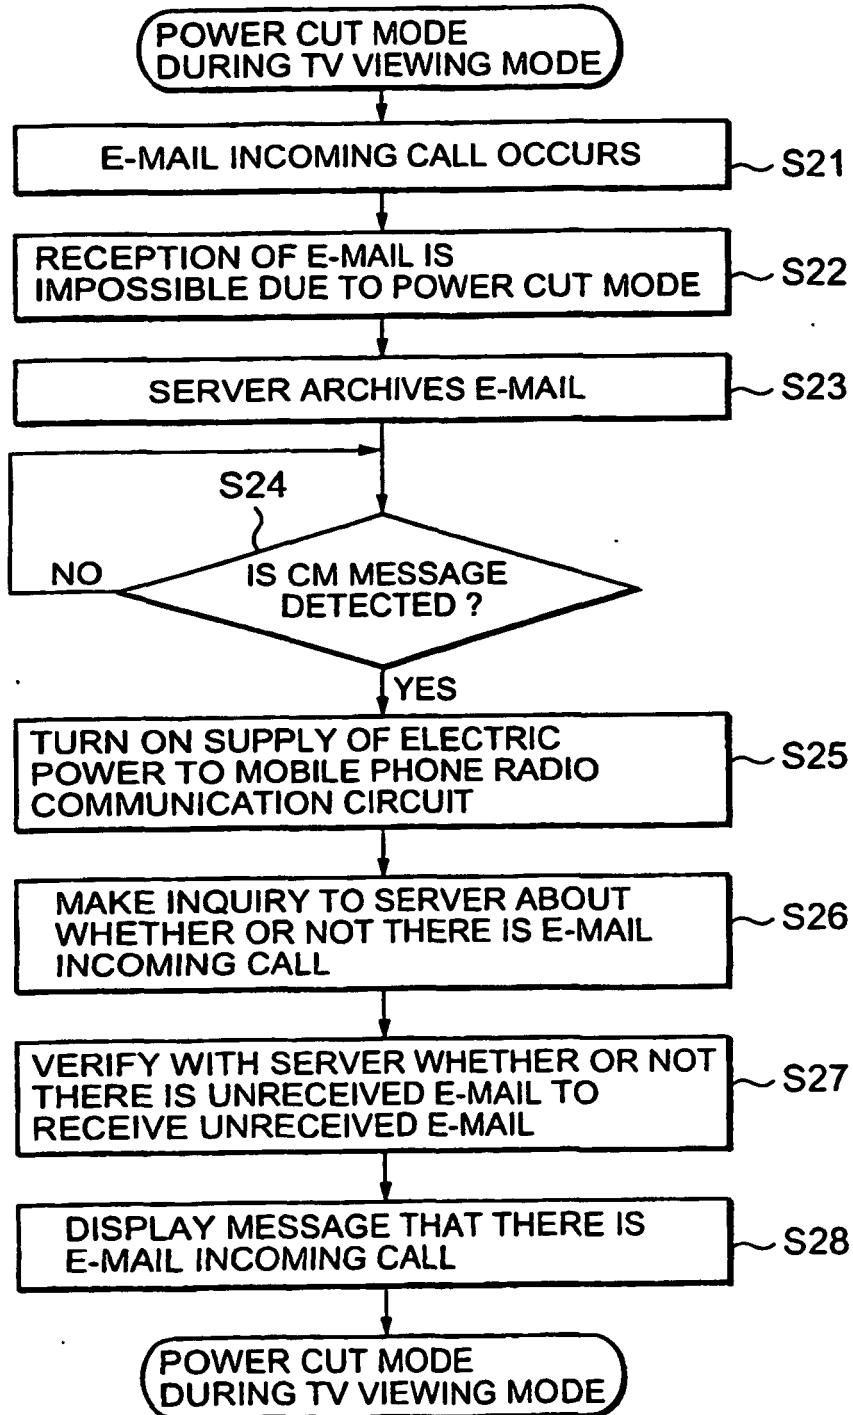 POWER CUT MODE
DURING TV VIEWING MODE
E-MAIL INCOMING CALL OCCURS
S21
RECEPTION OF E-MAIL IS
IMPOSSIBLE DUE TO POWER CUT MODE
S22
SERVER ARCHIVES E-MAIL
S23
S24
IS CM MESSAGE
DETECTED ?
NO
YES
TURN ON SUPPLY OF ELECTRIC
POWER TO MOBILE PHONE RADIO
COMMUNICATION CIRCUIT
S25
MAKE INQUIRY TO SERVER ABOUT
WHETHER OR NOT THERE IS E-MAIL
INCOMING CALL
S26
VERIFY WITH SERVER WHETHER OR NOT
THERE IS UNRECEIVED E-MAIL TO
RECEIVE UNRECEIVED E-MAIL
S27
DISPLAY MESSAGE THAT THERE IS
E-MAIL INCOMING CALL
S28
POWER CUT MODE
DURING TV VIEWING MODE